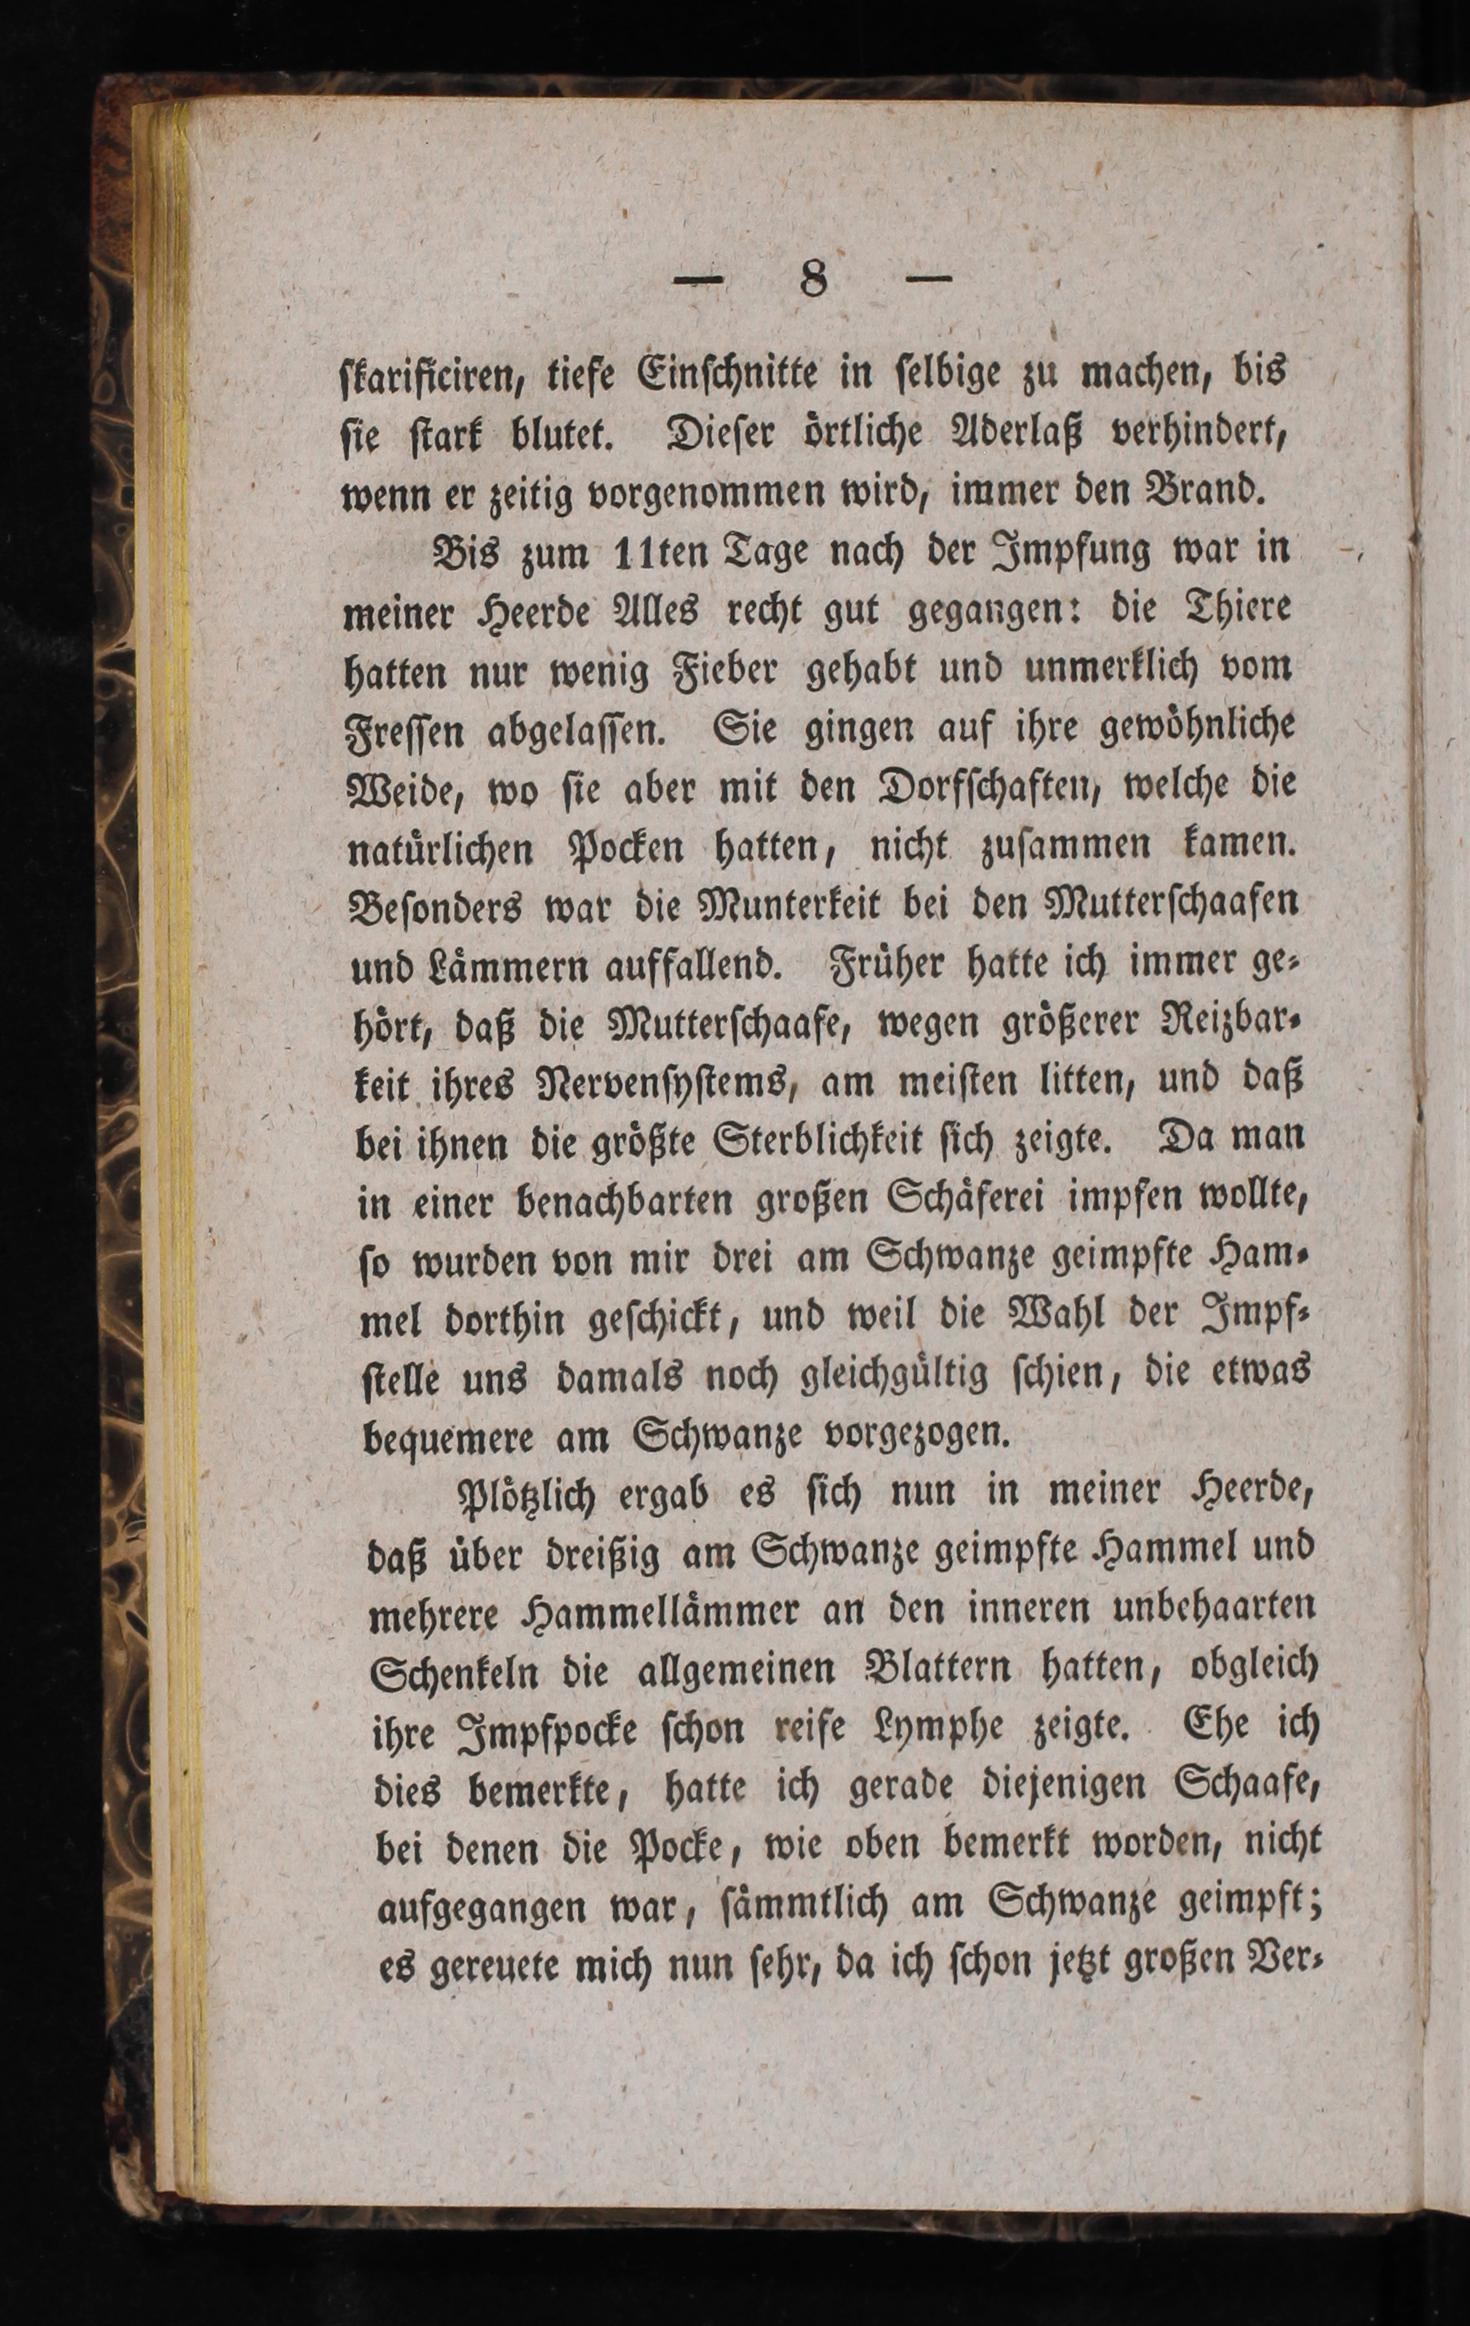 — 8 —
ſkarificiren, tiefe Einſchnitte in ſelbige zu machen, bis
ſie ſtark blutet. Dieſer örtliche Aderlaß verhindert,
wenn er zeitig vorgenommen wird, immer den Brand.
Bis zum 11ten Tage nach der Impfung war in
meiner Heerde Alles recht gut gegangen: die Thiere
hatten nur wenig Fieber gehabt und unmerklich vom
Freſſen abgelaſſen. Sie gingen auf ihre gewöhnliche
Weide, wo ſie aber mit den Dorfſchaften, welche die
natürlichen Pocken hatten, nicht zuſammen kamen.
Beſonders war die Munterkeit bei den Mutterſchaafen
und Lämmern auffallend. Früher hatte ich immer ge-
hört, daß die Mutterſchaafe, wegen größerer Reizbar-
keit ihres Nervenſyſtems, am meiſten litten, und daß
bei ihnen die größte Sterblichkeit ſich zeigte. Da man
in einer benachbarten großen Schäferei impfen wollte,
ſo wurden von mir drei am Schwanze geimpfte Ham-
mel dorthin geſchickt, und weil die Wahl der Impf-
ſtelle uns damals noch gleichgültig ſchien, die etwas
bequemere am Schwanze vorgezogen.
Plötzlich ergab es ſich nun in meiner Heerde,
daß über dreißig am Schwanze geimpfte Hammel und
mehrere Hammellämmer an den inneren unbehaarten
Schenkeln die allgemeinen Blattern hatten, obgleich
ihre Impfpocke ſchon reife Lymphe zeigte. Ehe ich
dies bemerkte, hatte ich gerade diejenigen Schaafe,
bei denen die Pocke, wie oben bemerkt worden, nicht
aufgegangen war, ſämmtlich am Schwanze geimpft;
es gereuete mich nun ſehr, da ich ſchon jetzt großen Ver-